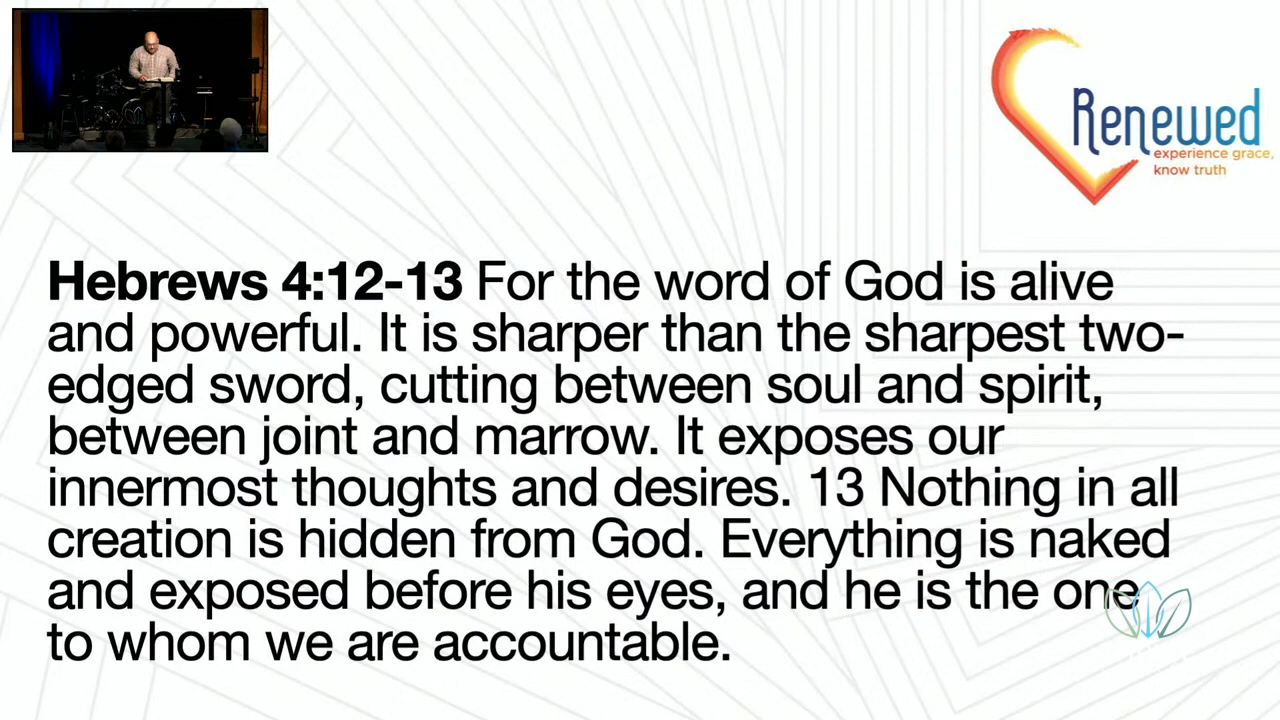 Renewed
experience grace,
know truth
Hebrews 4:12-13 For the word of God is alive
and powerful. It is sharper than the sharpest two-
edged sword, cutting between soul and spirit,
between joint and marrow. It exposes our
innermost thoughts and desires. 13 Nothing in all
creation is hidden from God. Everything is naked
and exposed before his eyes, and he is the one
to whom we are accountable.